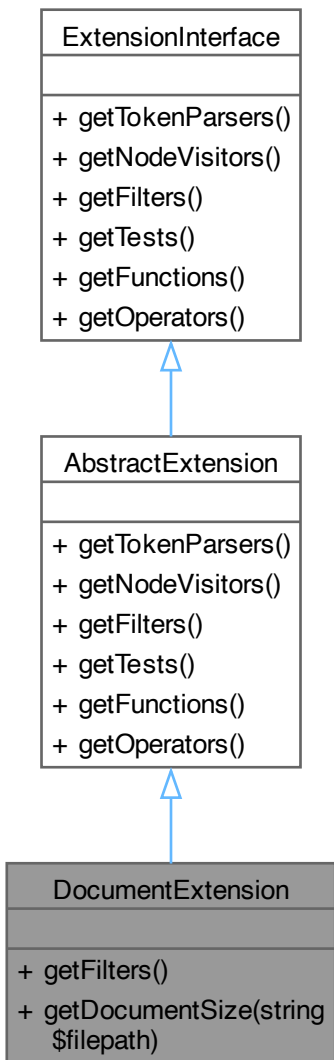 ExtensionInterface
+ getTokenParsers()
+ getNodeVisitors()
+ getFilters()
+ getTests()
+ getFunctions()
+ getOperators()
AbstractExtension
+ getTokenParsers()
+ getNodeVisitors()
+ getFilters()
+ getTests()
+ getFunctions()
+ getOperators()
DocumentExtension
+ getFilters()
+ getDocumentSize(string
$filepath)